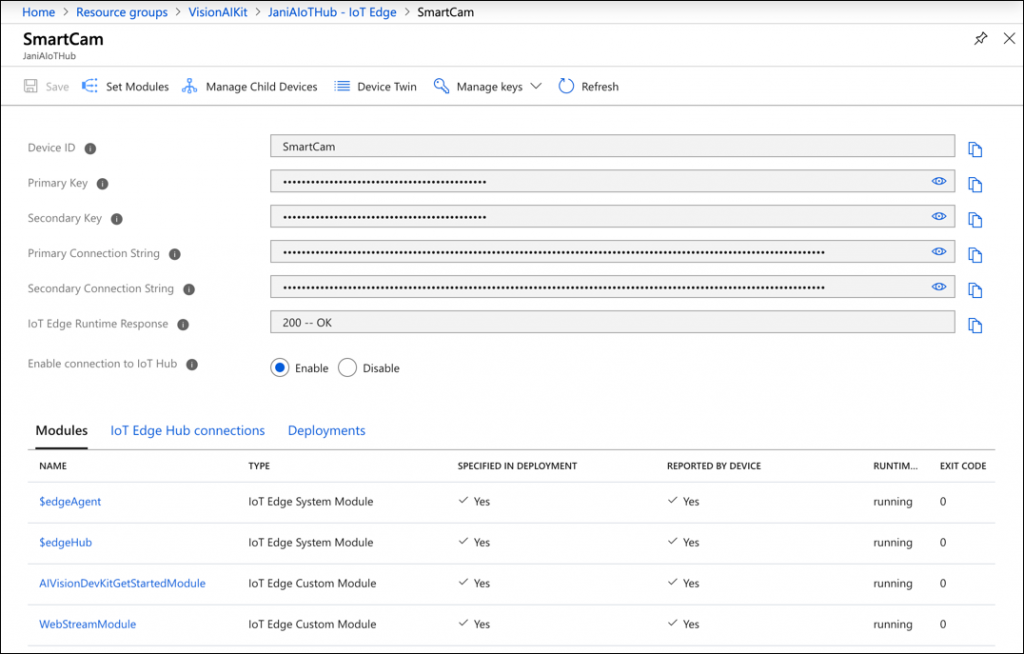 Home > Resource groups > VisionAIKit > JaniAIoTHub - IoT Edge > SmartCam
SmartCam
JaniAIoTHub
Save Set Modules Manage Child Devices Device Twin Manage keys Refresh
Device ID SmartCam
Primary Key ••••••••••••••••••••••••••••••••••••••••••••
Secondary Key ••••••••••••••••••••••••••••••••••••••••••••
Primary Connection String
Secondary Connection String
IoT Edge Runtime Response 200 -- OK
Enable connection to IoT Hub Enable Disable
Modules IoT Edge Hub connections Deployments
NAME TYPE SPECIFIED IN DEPLOYMENT REPORTED BY DEVICE RUNTIM... EXIT CODE
$edgeAgent IoT Edge System Module Yes Yes running 0
$edgeHub IoT Edge System Module Yes Yes running 0
AIVisionDevKitGetStartedModule IoT Edge Custom Module Yes Yes running 0
WebStreamModule IoT Edge Custom Module Yes Yes running 0